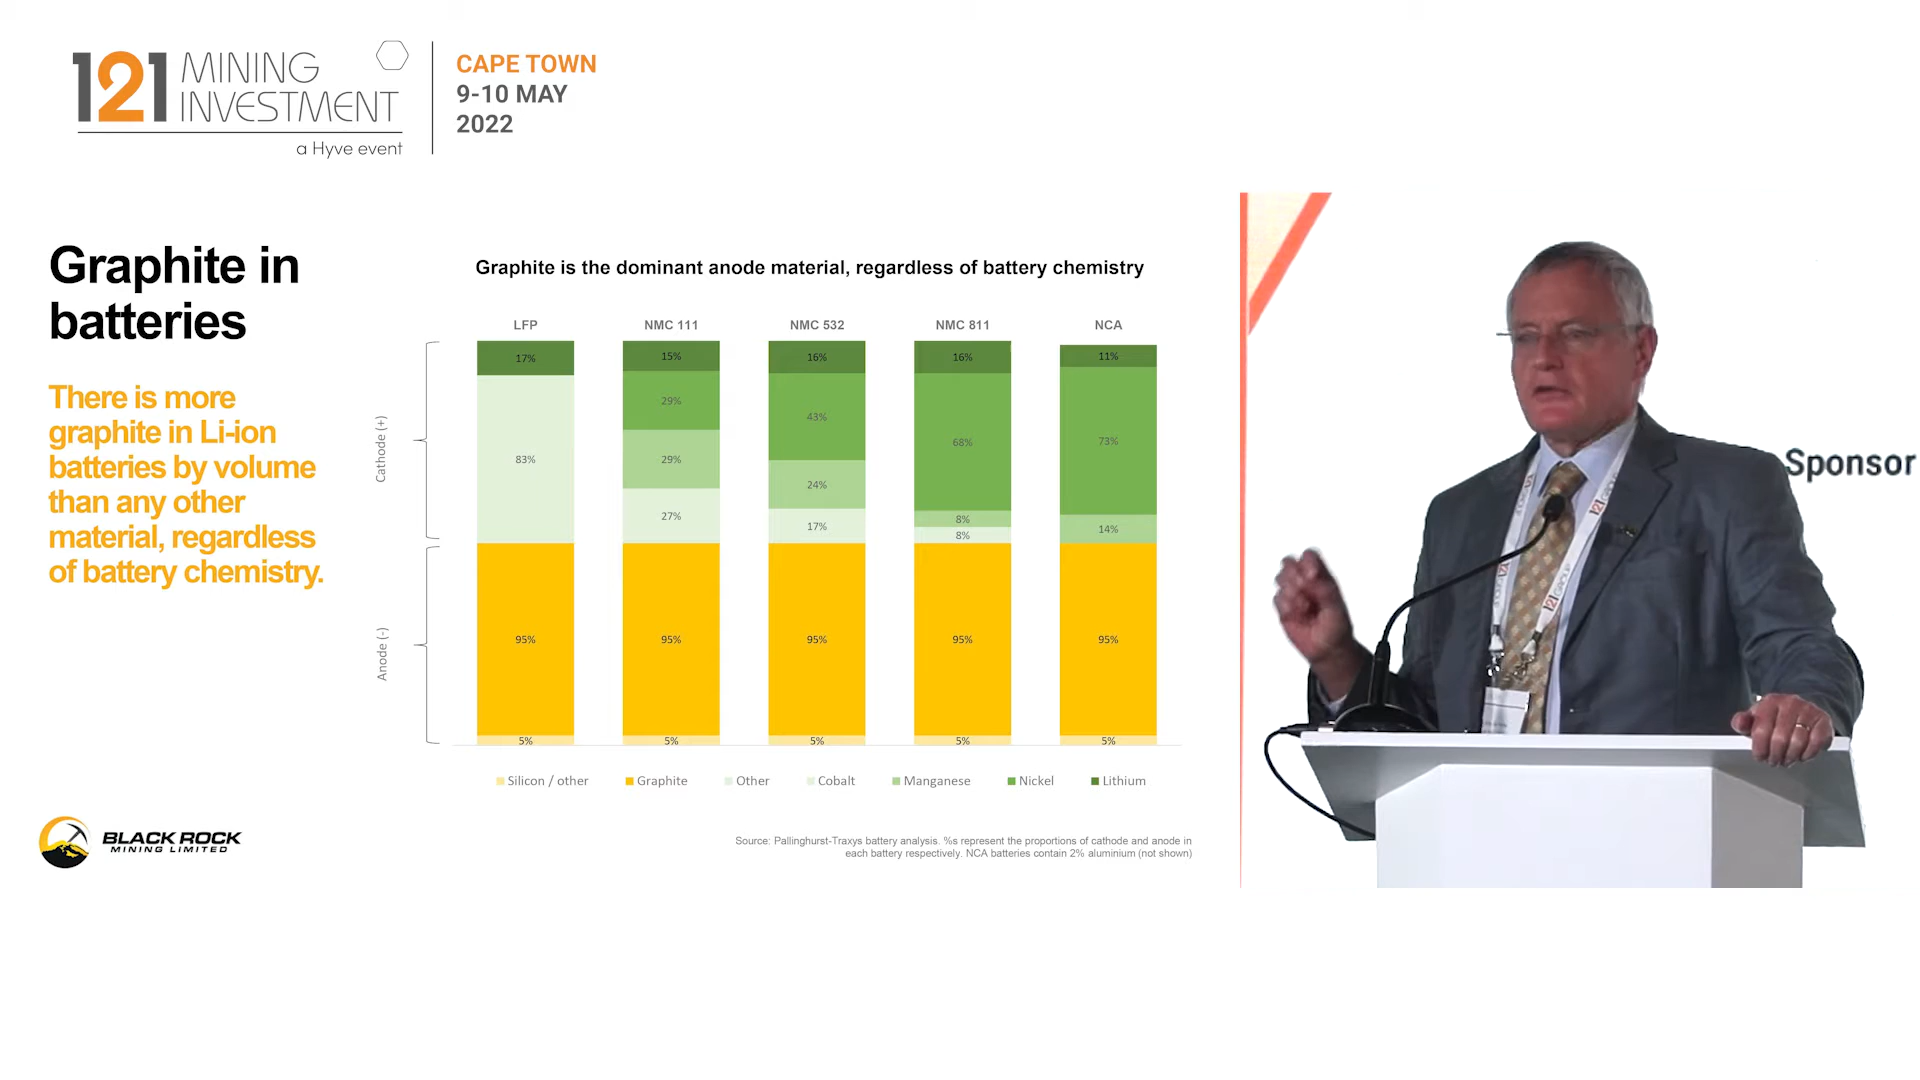 121 MINING
INVESTMENT
a Hyve event
CAPE TOWN
9-10 MAY
2022
Graphite in
batteries
There is more
graphite in Li-ion
batteries by volume
than any other
material, regardless
of battery chemistry.
Graphite is the dominant anode material, regardless of battery chemistry
LFP NMC 111 NMC 532 NMC 811 NCA
Cathode (+)
17% 15% 16% 16% 11%
29% 43% 68% 73%
83% 29% 24% 8% 14%
27% 17% 8%
Anode (-)
95% 95% 95% 95% 95%
5% 5% 5% 5% 5%
Silicon / other Graphite Other Cobalt Manganese Nickel Lithium
Source: Pallinghurst-Traxys battery analysis. %s represent the proportions of cathode and anode in
each battery respectively. NCA batteries contain 2% aluminium (not shown)
BLACK ROCK
MINING LIMITED
Sponsor
121 GROUP